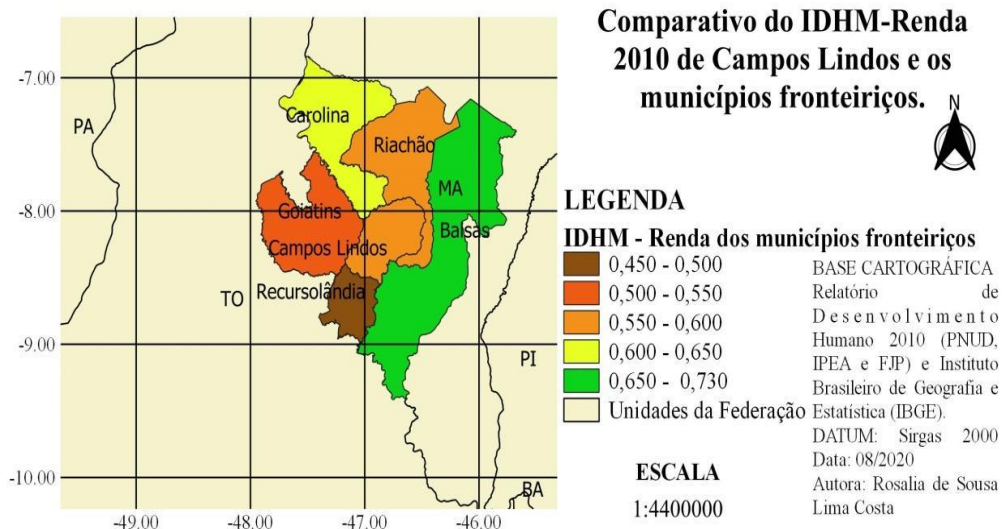 Comparativo do IDHM-Renda
2010 de Campos Lindos e os
municípios fronteiriços.
N
-7.00
-8.00
-9.00
-10.00
-49.00
-48.00
-47.00
-46.00
PA
Carolina
Riachão
MA
Goiatins
Balsas
Campos Lindos
TO
Recursolândia
PI
BA
LEGENDA
IDHM - Renda dos municípios fronteiriços
0,450 - 0,500
0,500 - 0,550
0,550 - 0,600
0,600 - 0,650
0,650 - 0,730
Unidades da Federação
ESCALA
1:4400000
BASE CARTOGRÁFICA
Relatório de
Desenvolvimento
Humano 2010 (PNUD,
IPEA e FJP) e Instituto
Brasileiro de Geografia e
Estatística (IBGE).
DATUM: Sirgas 2000
Data: 08/2020
Autora: Rosalia de Sousa
Lima Costa